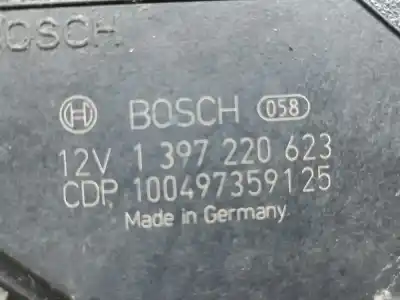 BOSCH
BOSCH 058
12V 1 397 220 623
CDP. 100497359125
Made in Germany